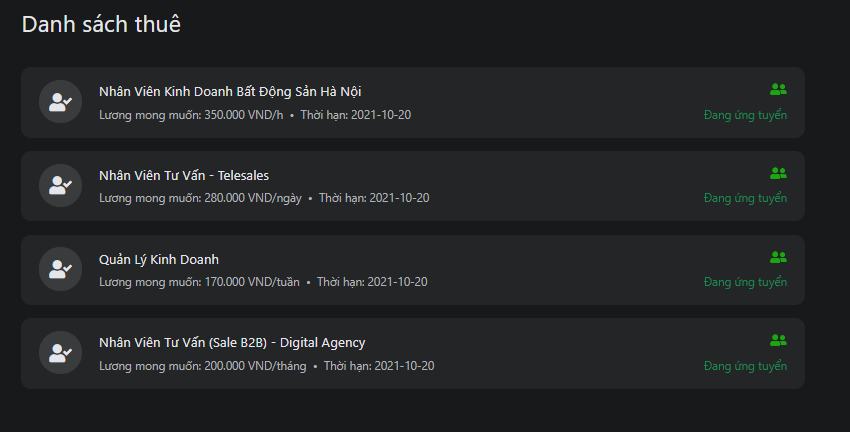 Danh sách thuê
Nhân Viên Kinh Doanh Bất Động Sản Hà Nội
Lương mong muốn: 350.000 VND/h • Thời hạn: 2021-10-20
Đang ứng tuyển
Nhân Viên Tư Vấn - Telesales
Lương mong muốn: 280.000 VND/ngày • Thời hạn: 2021-10-20
Đang ứng tuyển
Quản Lý Kinh Doanh
Lương mong muốn: 170.000 VND/tuần • Thời hạn: 2021-10-20
Đang ứng tuyển
Nhân Viên Tư Vấn (Sale B2B) - Digital Agency
Lương mong muốn: 200.000 VND/tháng • Thời hạn: 2021-10-20
Đang ứng tuyển